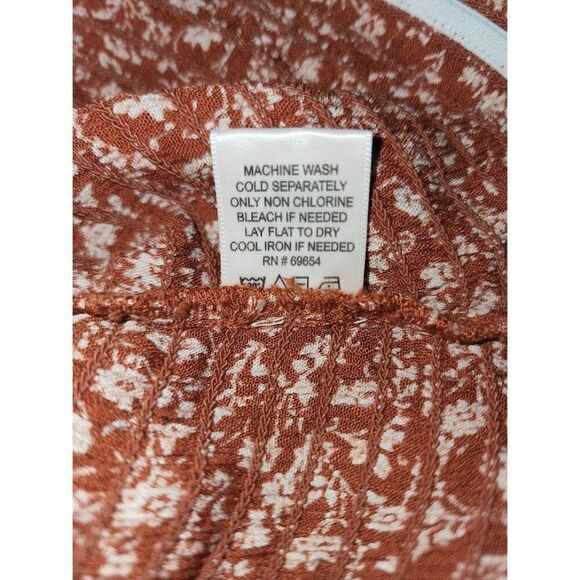 MACHINE WASH
COLD SEPARATELY
ONLY NON CHLORINE
BLEACH IF NEEDED
LAY FLAT TO DRY
COOL IRON IF NEEDED
RN # 69654